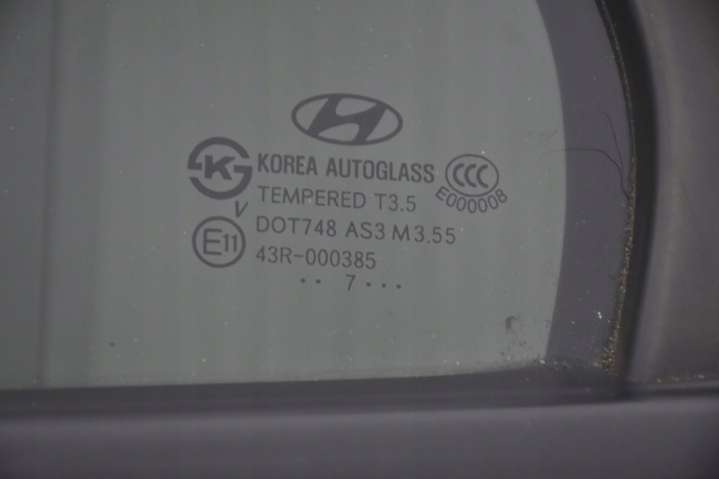 KOREA AUTOGLASS
CCC
E000008
TEMPERED T3.5
V
DOT748 AS3 M3.55
E11
43R-000385
•• 7 •••